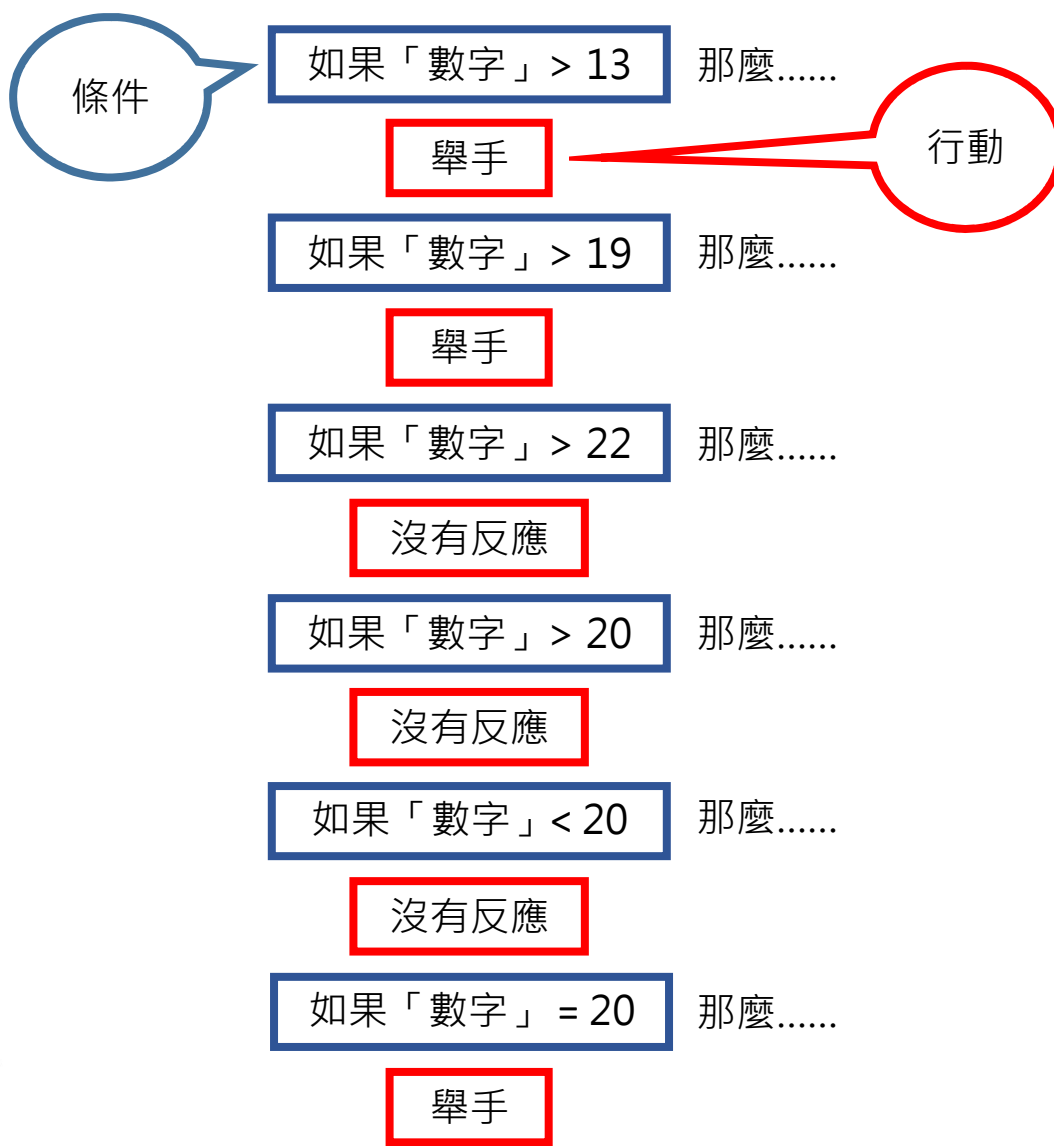 條件
如果「數字」> 13 那麼......
舉手
行動
如果「數字」> 19 那麼......
舉手
如果「數字」> 22 那麼......
沒有反應
如果「數字」> 20 那麼......
沒有反應
如果「數字」< 20 那麼......
沒有反應
如果「數字」 = 20 那麼......
舉手